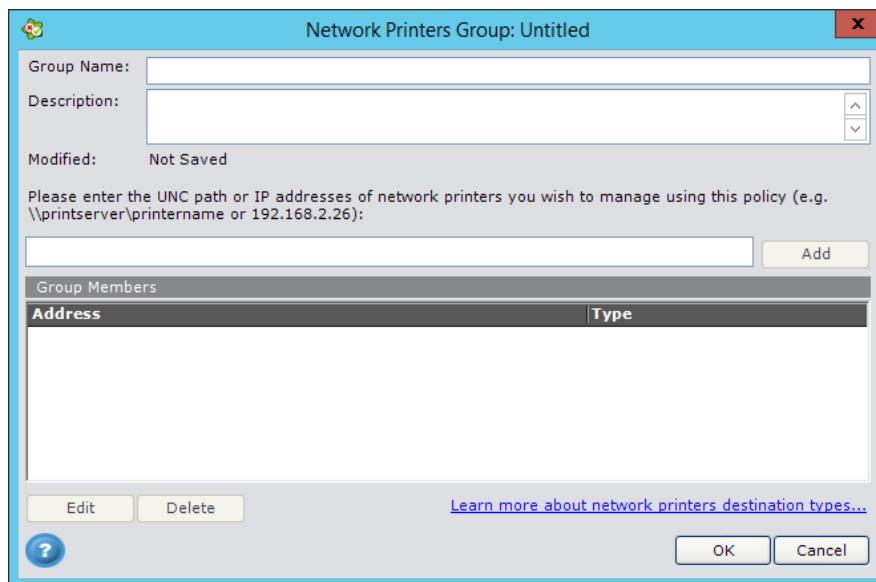 Network Printers Group: Untitled
x
Group Name:
Description:
Modified: Not Saved
Please enter the UNC path or IP addresses of network printers you wish to manage using this policy (e.g.
\\printserver\printername or 192.168.2.26):
Add
Group Members
Address Type
Edit Delete Learn more about network printers destination types...
? OK Cancel